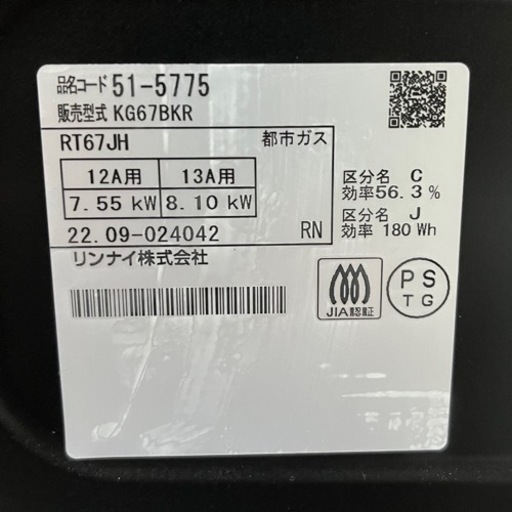 品名コード 51-5775
販売型式 KG67BKR
RT67JH 都市ガス
12A用 13A用
7.55 kW 8.10 kW
22.09-024042 RN
リンナイ株式会社
区分名 C
効率56.3 %
区分名 J
効率 180 Wh
JIA認証
PS
TG